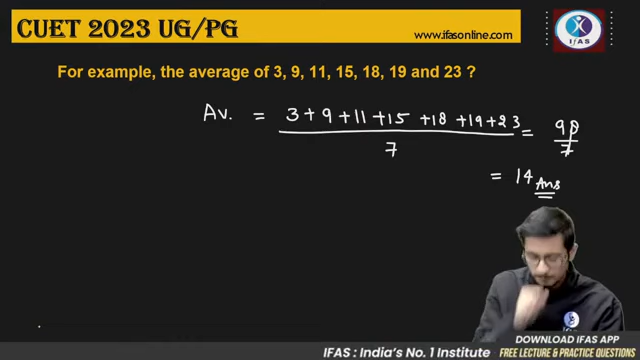 CUET 2023 UG/PG
www.ifasonline.com
iFAS
For example, the average of 3, 9, 11, 15, 18, 19 and 23 ?
Av. = 3 + 9 + 11 + 15 + 18 + 19 + 23 = 98
7 7
= 14 Ans
DOWNLOAD IFAS APP
IFAS : India's No. 1 Institute FREE LECTURE & PRACTICE QUESTIONS